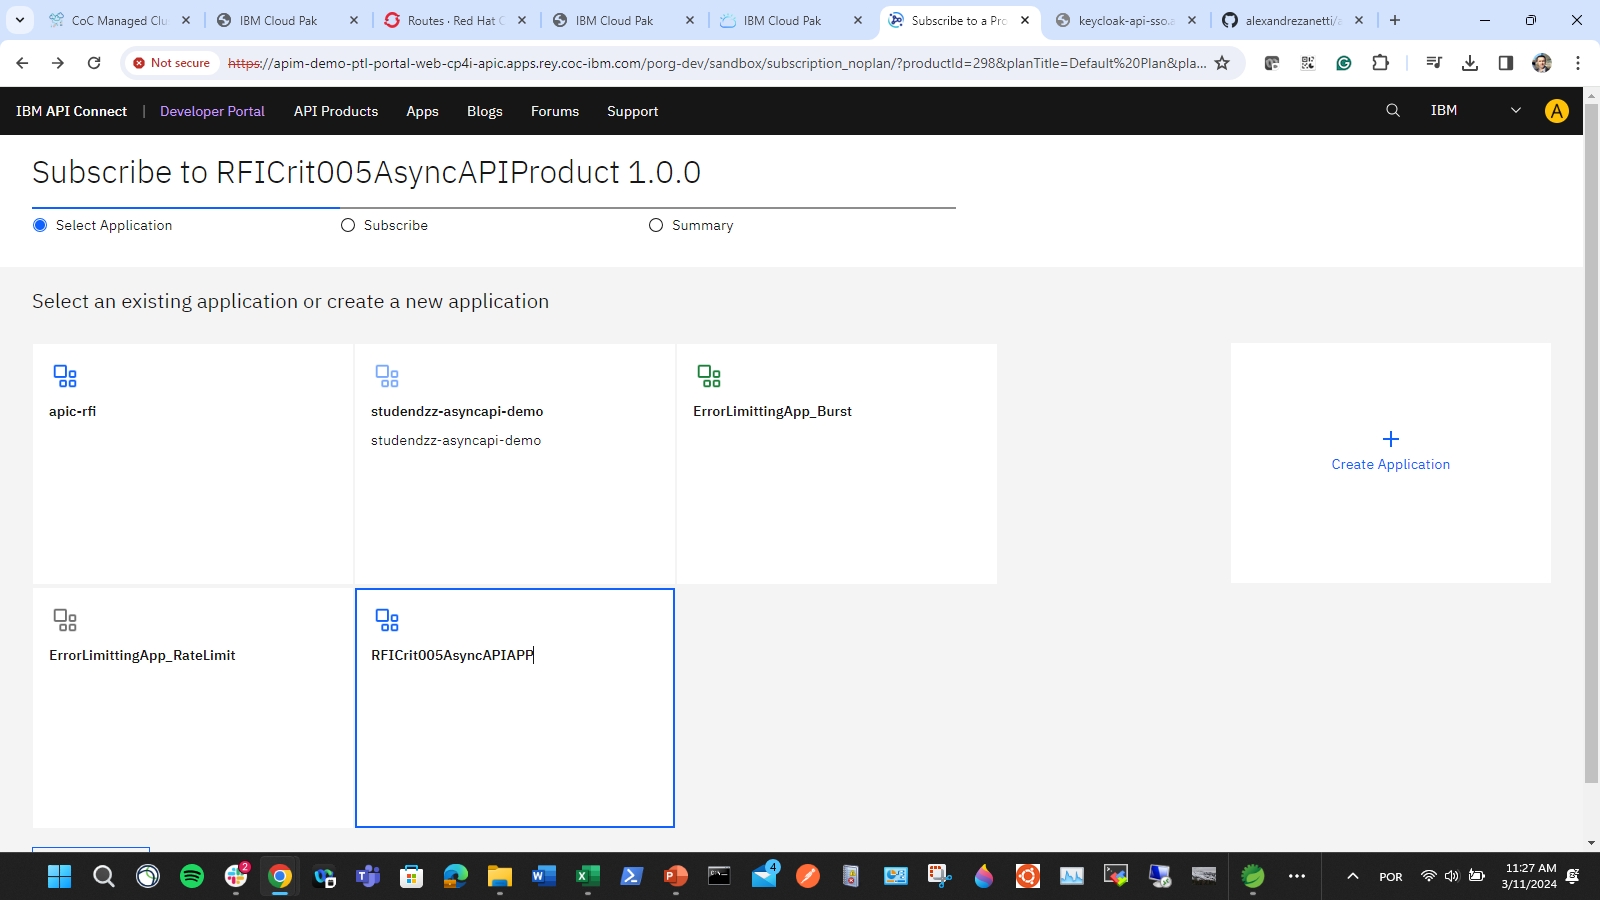 CoC Managed Clu
IBM Cloud Pak
Routes · Red Hat C
IBM Cloud Pak
IBM Cloud Pak
Subscribe to a Pro
keycloak-api-sso.a
alexandrezanetti/a
Not secure
https://apim-demo-ptl-portal-web-cp4i-apic.apps.rey.coc-ibm.com/porg-dev/sandbox/subscription_noplan/?productId=298&planTitle=Default%20Plan&pla...
IBM API Connect | Developer Portal
API Products
Apps
Blogs
Forums
Support
IBM
A
Subscribe to RFICrit005AsyncAPIProduct 1.0.0
Select Application
Subscribe
Summary
Select an existing application or create a new application
apic-rfi
studendzz-asyncapi-demo
studendzz-asyncapi-demo
ErrorLimittingApp_Burst
Create Application
ErrorLimittingApp_RateLimit
RFICrit005AsyncAPIAPP
2
4
POR
11:27 AM
3/11/2024